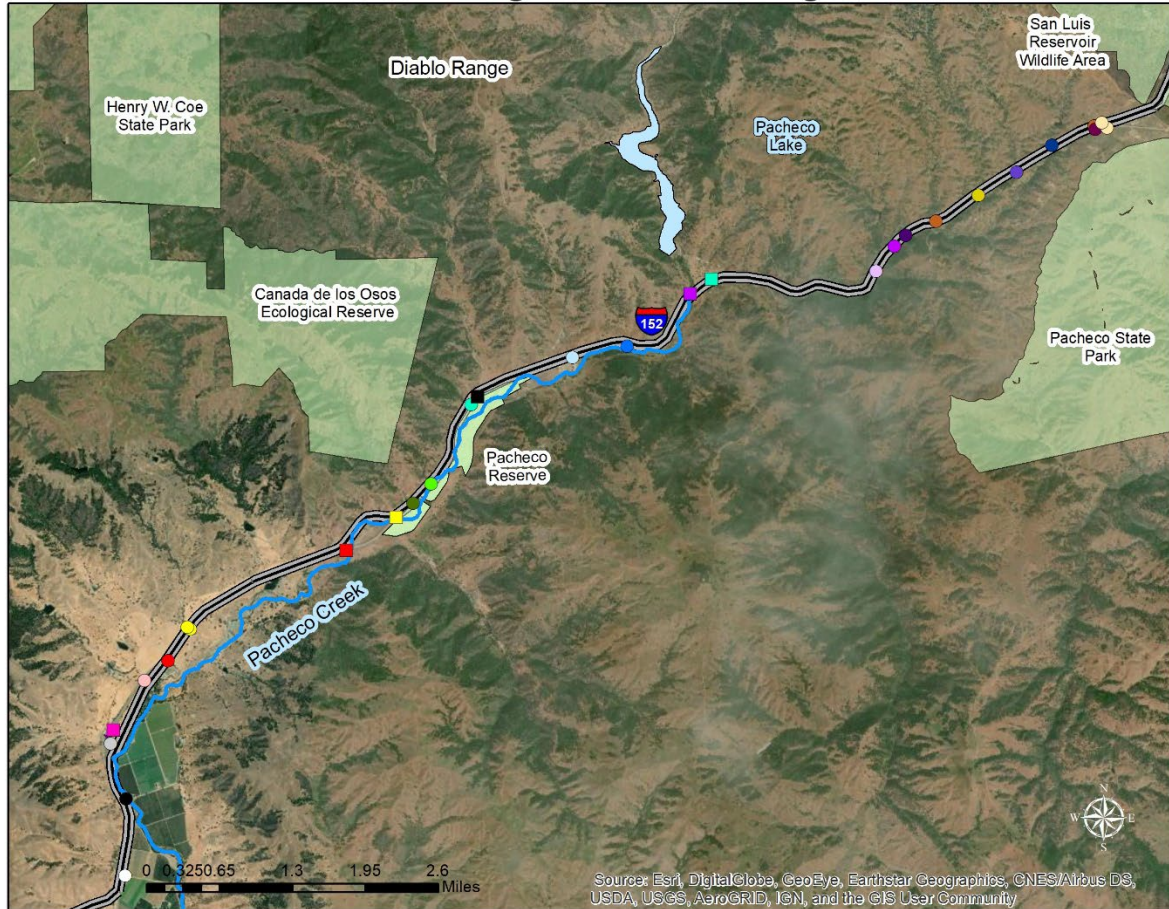 San Luis
Reservoir
Wildlife Area
Diablo Range
Henry W. Coe
State Park
Pacheco
Lake
Canada de los Osos
Ecological Reserve
152
Pacheco State
Park
Pacheco
Reserve
Pacheco Creek
N
W E
S
0 0.325 0.65 1.3 1.95 2.6
Miles
Source: Esri, DigitalGlobe, GeoEye, Earthstar Geographics, CNES/Airbus DS,
USDA, USGS, AeroGRID, IGN, and the GIS User Community